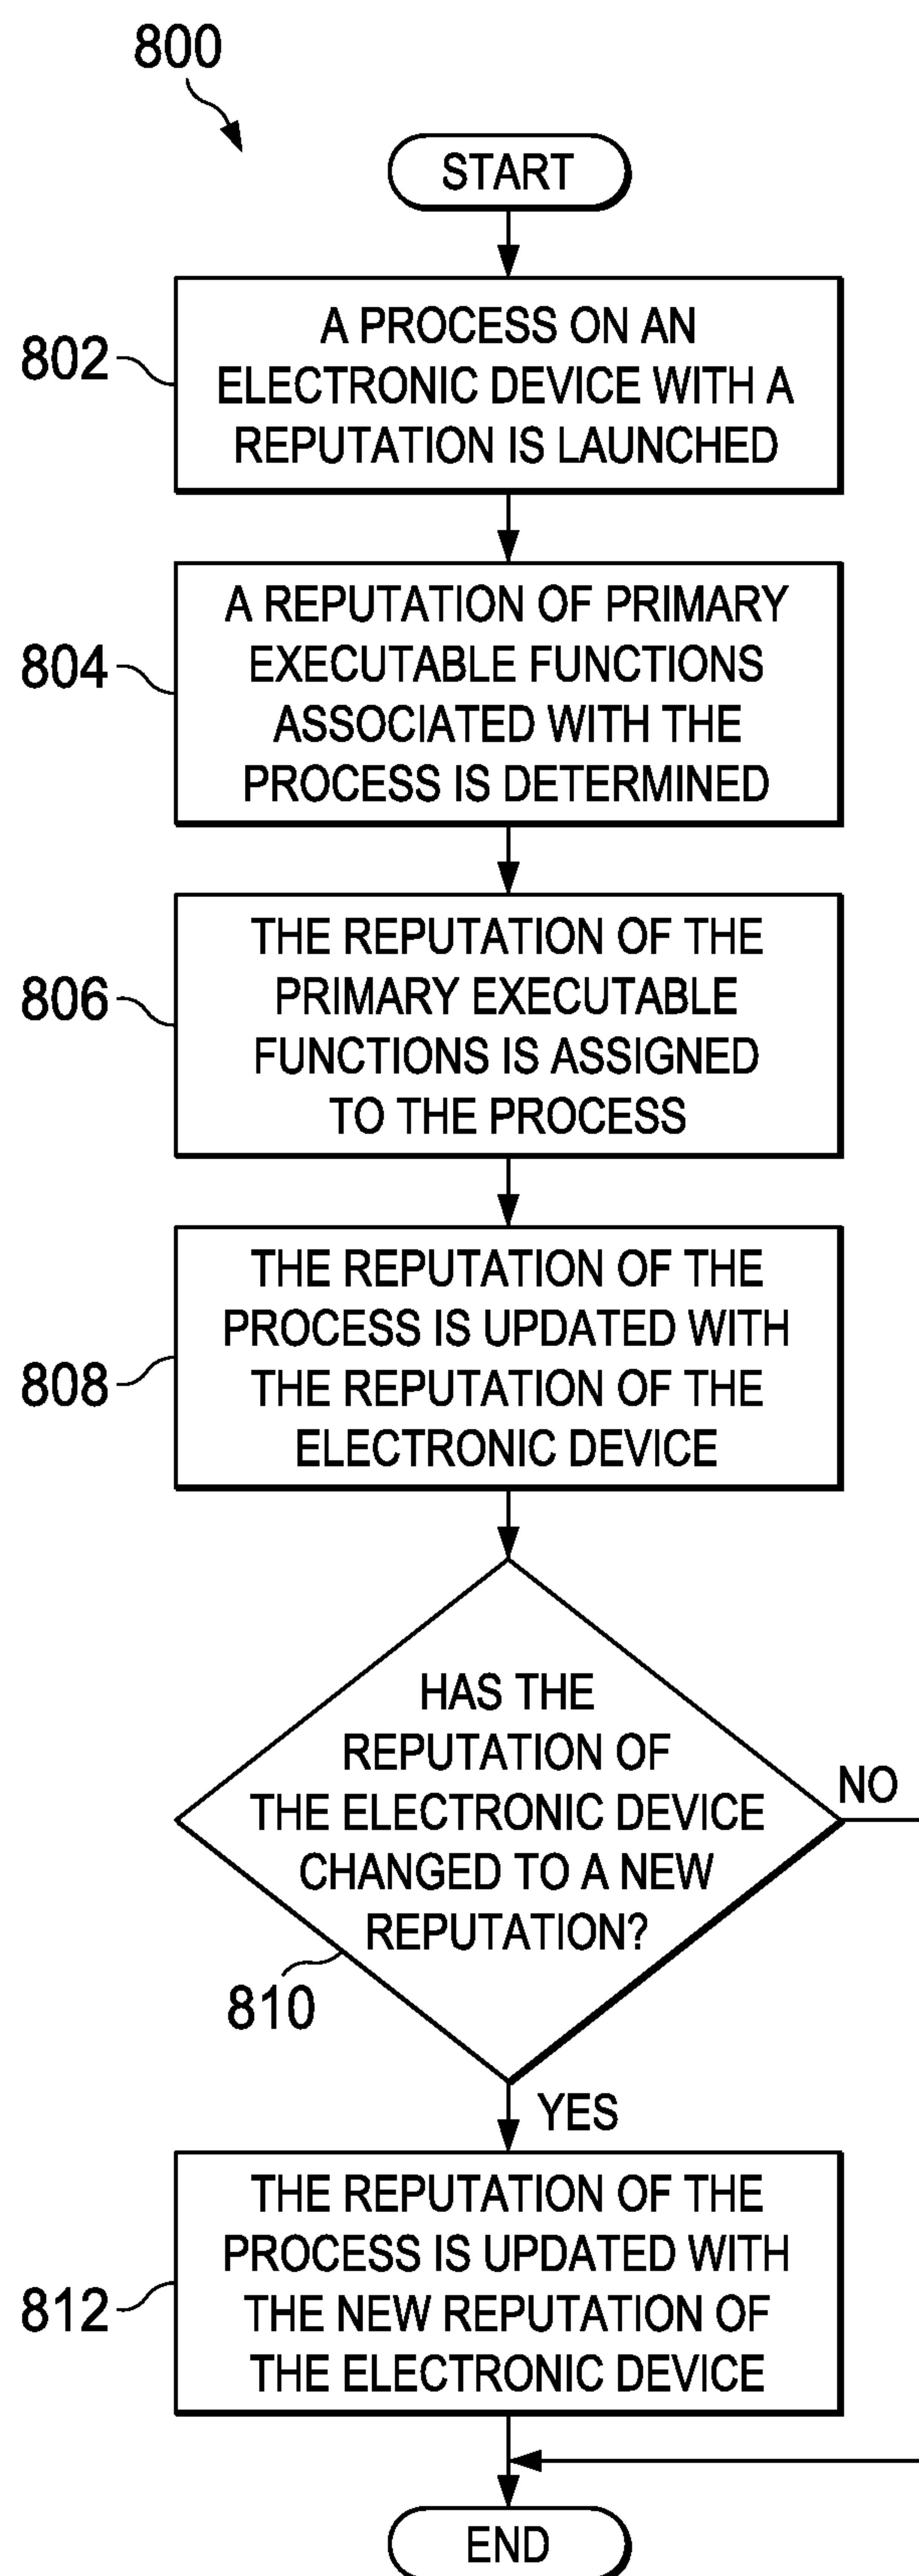 800
START
802
A PROCESS ON AN
ELECTRONIC DEVICE WITH A
REPUTATION IS LAUNCHED
804
A REPUTATION OF PRIMARY
EXECUTABLE FUNCTIONS
ASSOCIATED WITH THE
PROCESS IS DETERMINED
806
THE REPUTATION OF THE
PRIMARY EXECUTABLE
FUNCTIONS IS ASSIGNED
TO THE PROCESS
808
THE REPUTATION OF THE
PROCESS IS UPDATED WITH
THE REPUTATION OF THE
ELECTRONIC DEVICE
HAS THE
REPUTATION OF
THE ELECTRONIC DEVICE
CHANGED TO A NEW
REPUTATION?
NO
810
YES
812
THE REPUTATION OF THE
PROCESS IS UPDATED WITH
THE NEW REPUTATION OF
THE ELECTRONIC DEVICE
END